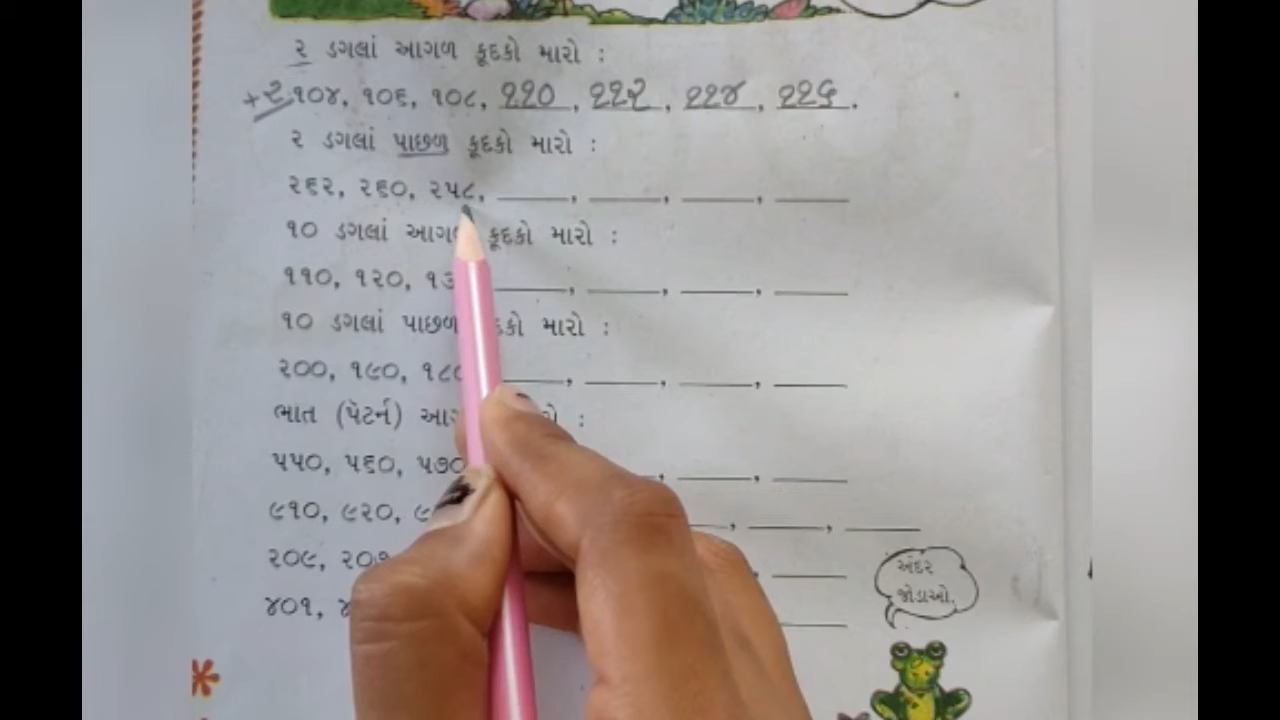 ૨ ડગલાં આગળ કૂદકો મારો :
+૨ ૧૦૪, ૧૦૬, ૧૦૮, ૧૧૦, ૧૧૨, ૧૧૪, ૧૧૬.
૨ ડગલાં પાછળ કૂદકો મારો :
૨૬૨, ૨૬૦, ૨૫૮,
૧૦ ડગલાં આગળ કૂદકો મારો :
૧૧૦, ૧૨૦,
૧૦ ડગલાં પાછળ કૂદકો મારો :
૨૦૦, ૧૯૦,
ભાત (પૅટર્ન)
૫૫૦, ૫૬૦, ૫૭૦
૯૧૦, ૯૨૦,
૨૦૯,
૪૦૧,
અંદર
જોડાઓ.